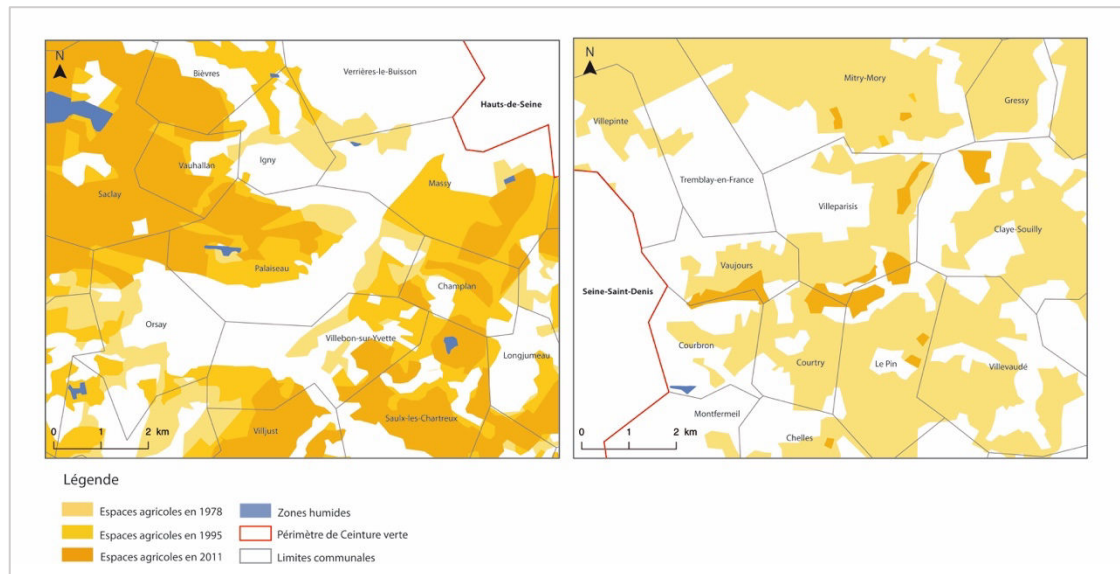 N
Bièvres
Verrières-le-Buisson
Hauts-de-Seine
Vauhallan
Igny
Massy
Saclay
Palaiseau
Champlan
Orsay
Villebon-sur-Yvette
Longjumeau
Saulx-les-Chartreux
Villjust
0 1 2 km
N
Mitry-Mory
Gressy
Villepinte
Tremblay-en-France
Villeparisis
Claye-Souilly
Vaujours
Seine-Saint-Denis
Courbron
Courtry
Le Pin
Villevaudé
Montfermeil
Chelles
0 1 2 km
Légende
Espaces agricoles en 1978
Espaces agricoles en 1995
Espaces agricoles en 2011
Zones humides
Périmètre de Ceinture verte
Limites communales